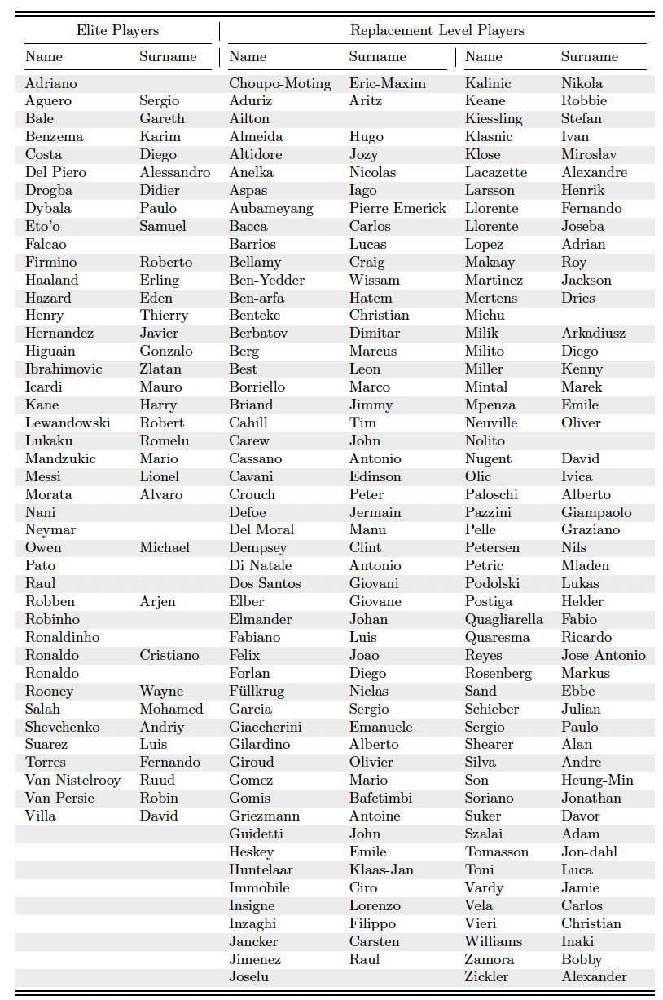 Elite Players Replacement Level Players
Name Surname Name Surname Name Surname
Adriano Choupo-Moting Eric-Maxim Kalinic Nikola
Aguero Sergio Aduriz Aritz Keane Robbie
Bale Gareth Ailton Kiessling Stefan
Benzema Karim Almeida Hugo Klasnic Ivan
Costa Diego Altidore Jozy Klose Miroslav
Del Piero Alessandro Anelka Nicolas Lacazette Alexandre
Drogba Didier Aspas Iago Larsson Henrik
Dybala Paulo Aubameyang Pierre-Emerick Llorente Fernando
Eto'o Samuel Bacca Carlos Llorente Joseba
Falcao Barrios Lucas Lopez Adrian
Firmino Roberto Bellamy Craig Makaay Roy
Haaland Erling Ben-Yedder Wissam Martinez Jackson
Hazard Eden Ben-arfa Hatem Mertens Dries
Henry Thierry Benteke Christian Michu
Hernandez Javier Berbatov Dimitar Milik Arkadiusz
Higuain Gonzalo Berg Marcus Milito Diego
Ibrahimovic Zlatan Best Leon Miller Kenny
Icardi Mauro Borriello Marco Mintal Marek
Kane Harry Briand Jimmy Mpenza Emile
Lewandowski Robert Cahill Tim Neuville Oliver
Lukaku Romelu Carew John Nolito
Mandzukic Mario Cassano Antonio Nugent David
Messi Lionel Cavani Edinson Olic Ivica
Morata Alvaro Crouch Peter Paloschi Alberto
Nani Defoe Jermain Pazzini Giampaolo
Neymar Del Moral Manu Pelle Graziano
Owen Michael Dempsey Clint Petersen Nils
Pato Di Natale Antonio Petric Mladen
Raul Dos Santos Giovani Podolski Lukas
Robben Arjen Elber Giovane Postiga Helder
Robinho Elmander Johan Quagliarella Fabio
Ronaldinho Fabiano Luis Quaresma Ricardo
Ronaldo Cristiano Felix Joao Reyes Jose-Antonio
Ronaldo Forlan Diego Rosenberg Markus
Rooney Wayne Füllkrug Niclas Sand Ebbe
Salah Mohamed Garcia Sergio Schieber Julian
Shevchenko Andriy Giaccherini Emanuele Sergio Paulo
Suarez Luis Gilardino Alberto Shearer Alan
Torres Fernando Giroud Olivier Silva Andre
Van Nistelrooy Ruud Gomez Mario Son Heung-Min
Van Persie Robin Gomis Bafetimbi Soriano Jonathan
Villa David Griezmann Antoine Suker Davor
Guidetti John Szalai Adam
Heskey Emile Tomasson Jon-dahl
Huntelaar Klaas-Jan Toni Luca
Immobile Ciro Vardy Jamie
Insigne Lorenzo Vela Carlos
Inzaghi Filippo Vieri Christian
Jancker Carsten Williams Inaki
Jimenez Raul Zamora Bobby
Joselu Zickler Alexander